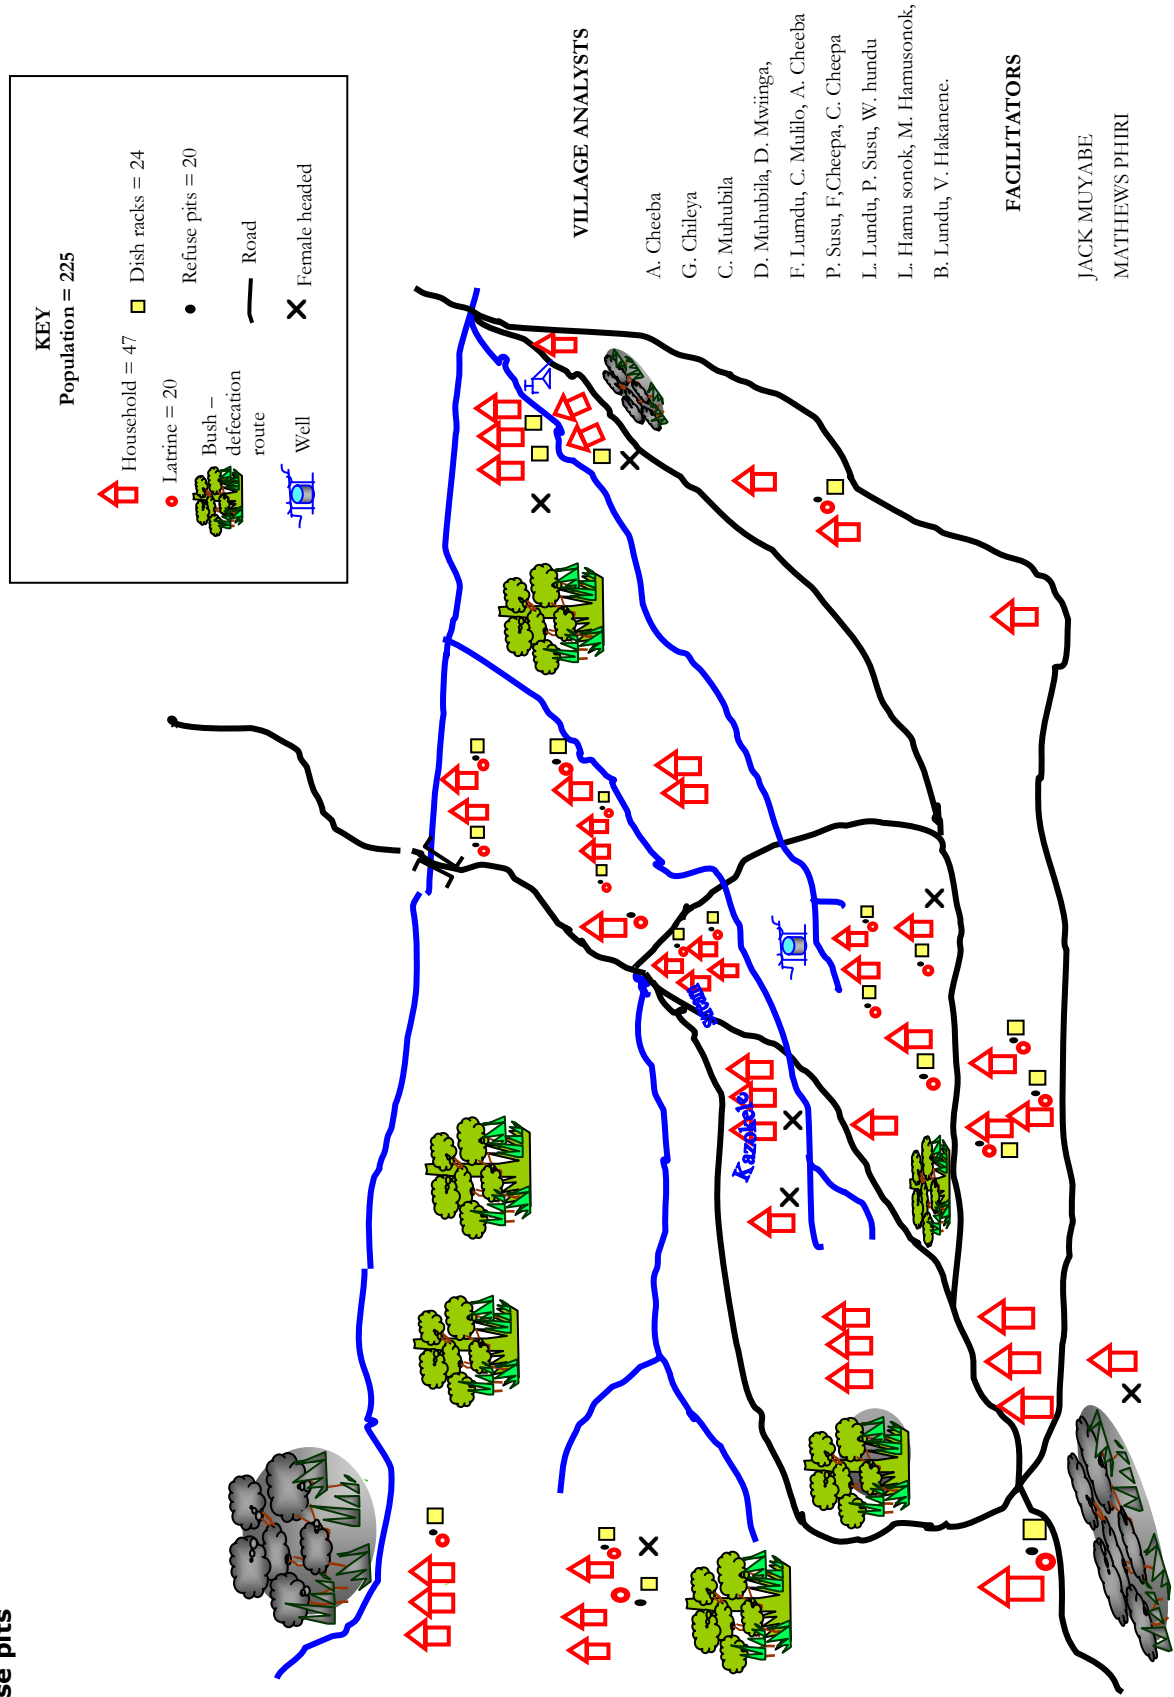 se pits
KEY
Population = 225
Household = 47
Dish racks = 24
Latrine = 20
Refuse pits = 20
Bush –
defecation
route
Road
Well
Female headed
Kazokele
VILLAGE ANALYSTS
A. Cheeba
G. Chileya
C. Muhubila
D. Muhubila, D. Mwiinga,
F. Lumdu, C. Mulilo, A. Cheeba
P. Susu, F,Cheepa, C. Cheepa
L. Lundu, P. Susu, W. hundu
L. Hamu sonok, M. Hamusonok,
B. Lundu, V. Hakanene.
FACILITATORS
JACK MUYABE
MATHEWS PHIRI